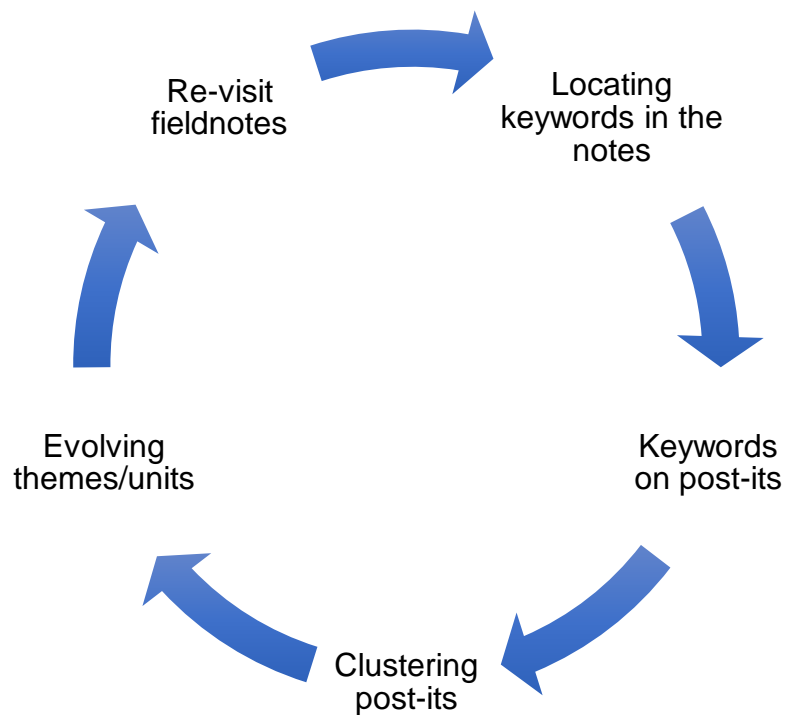 Re-visit
fieldnotes
Locating
keywords in the
notes
Keywords
on post-its
Clustering
post-its
Evolving
themes/units